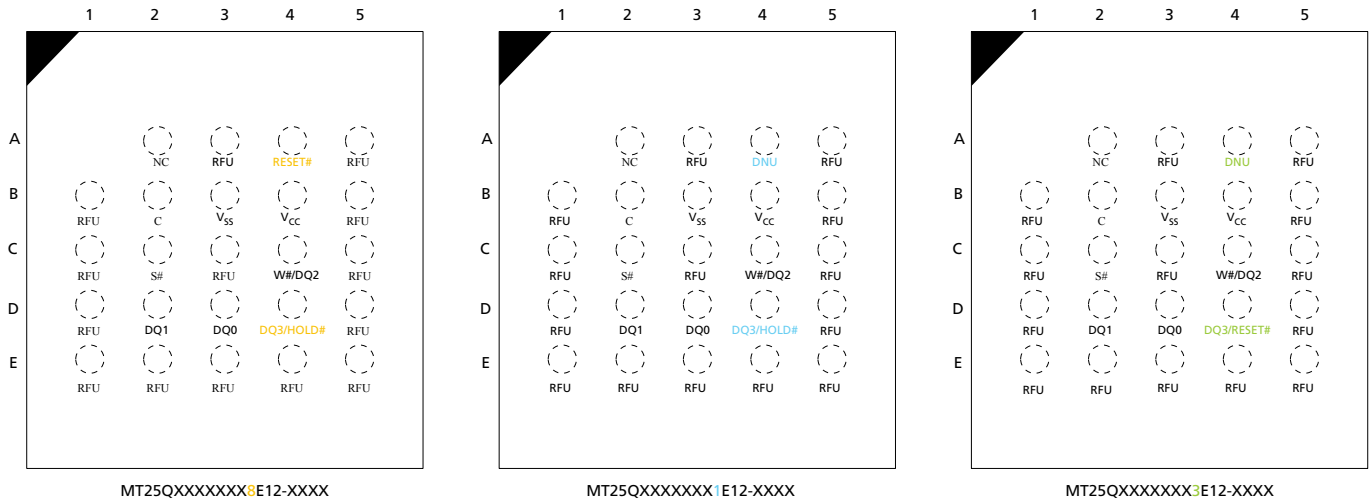 1 2 3 4 5 1 2 3 4 5 1 2 3 4 5
A A A
NC RFU RESET# RFU NC RFU DNU RFU NC RFU DNU RFU
B B B
RFU C VSS VCC RFU RFU C VSS VCC RFU RFU C VSS VCC RFU
C C C
RFU S# RFU W#/DQ2 RFU RFU S# RFU W#/DQ2 RFU RFU S# RFU W#/DQ2 RFU
D D D
RFU DQ1 DQ0 DQ3/HOLD# RFU RFU DQ1 DQ0 DQ3/HOLD# RFU RFU DQ1 DQ0 DQ3/RESET# RFU
E E E
RFU RFU RFU RFU RFU RFU RFU RFU RFU RFU RFU RFU RFU RFU RFU
MT25QXXXXXXX8E12-XXXX MT25QXXXXXXX1E12-XXXX MT25QXXXXXXX3E12-XXXX